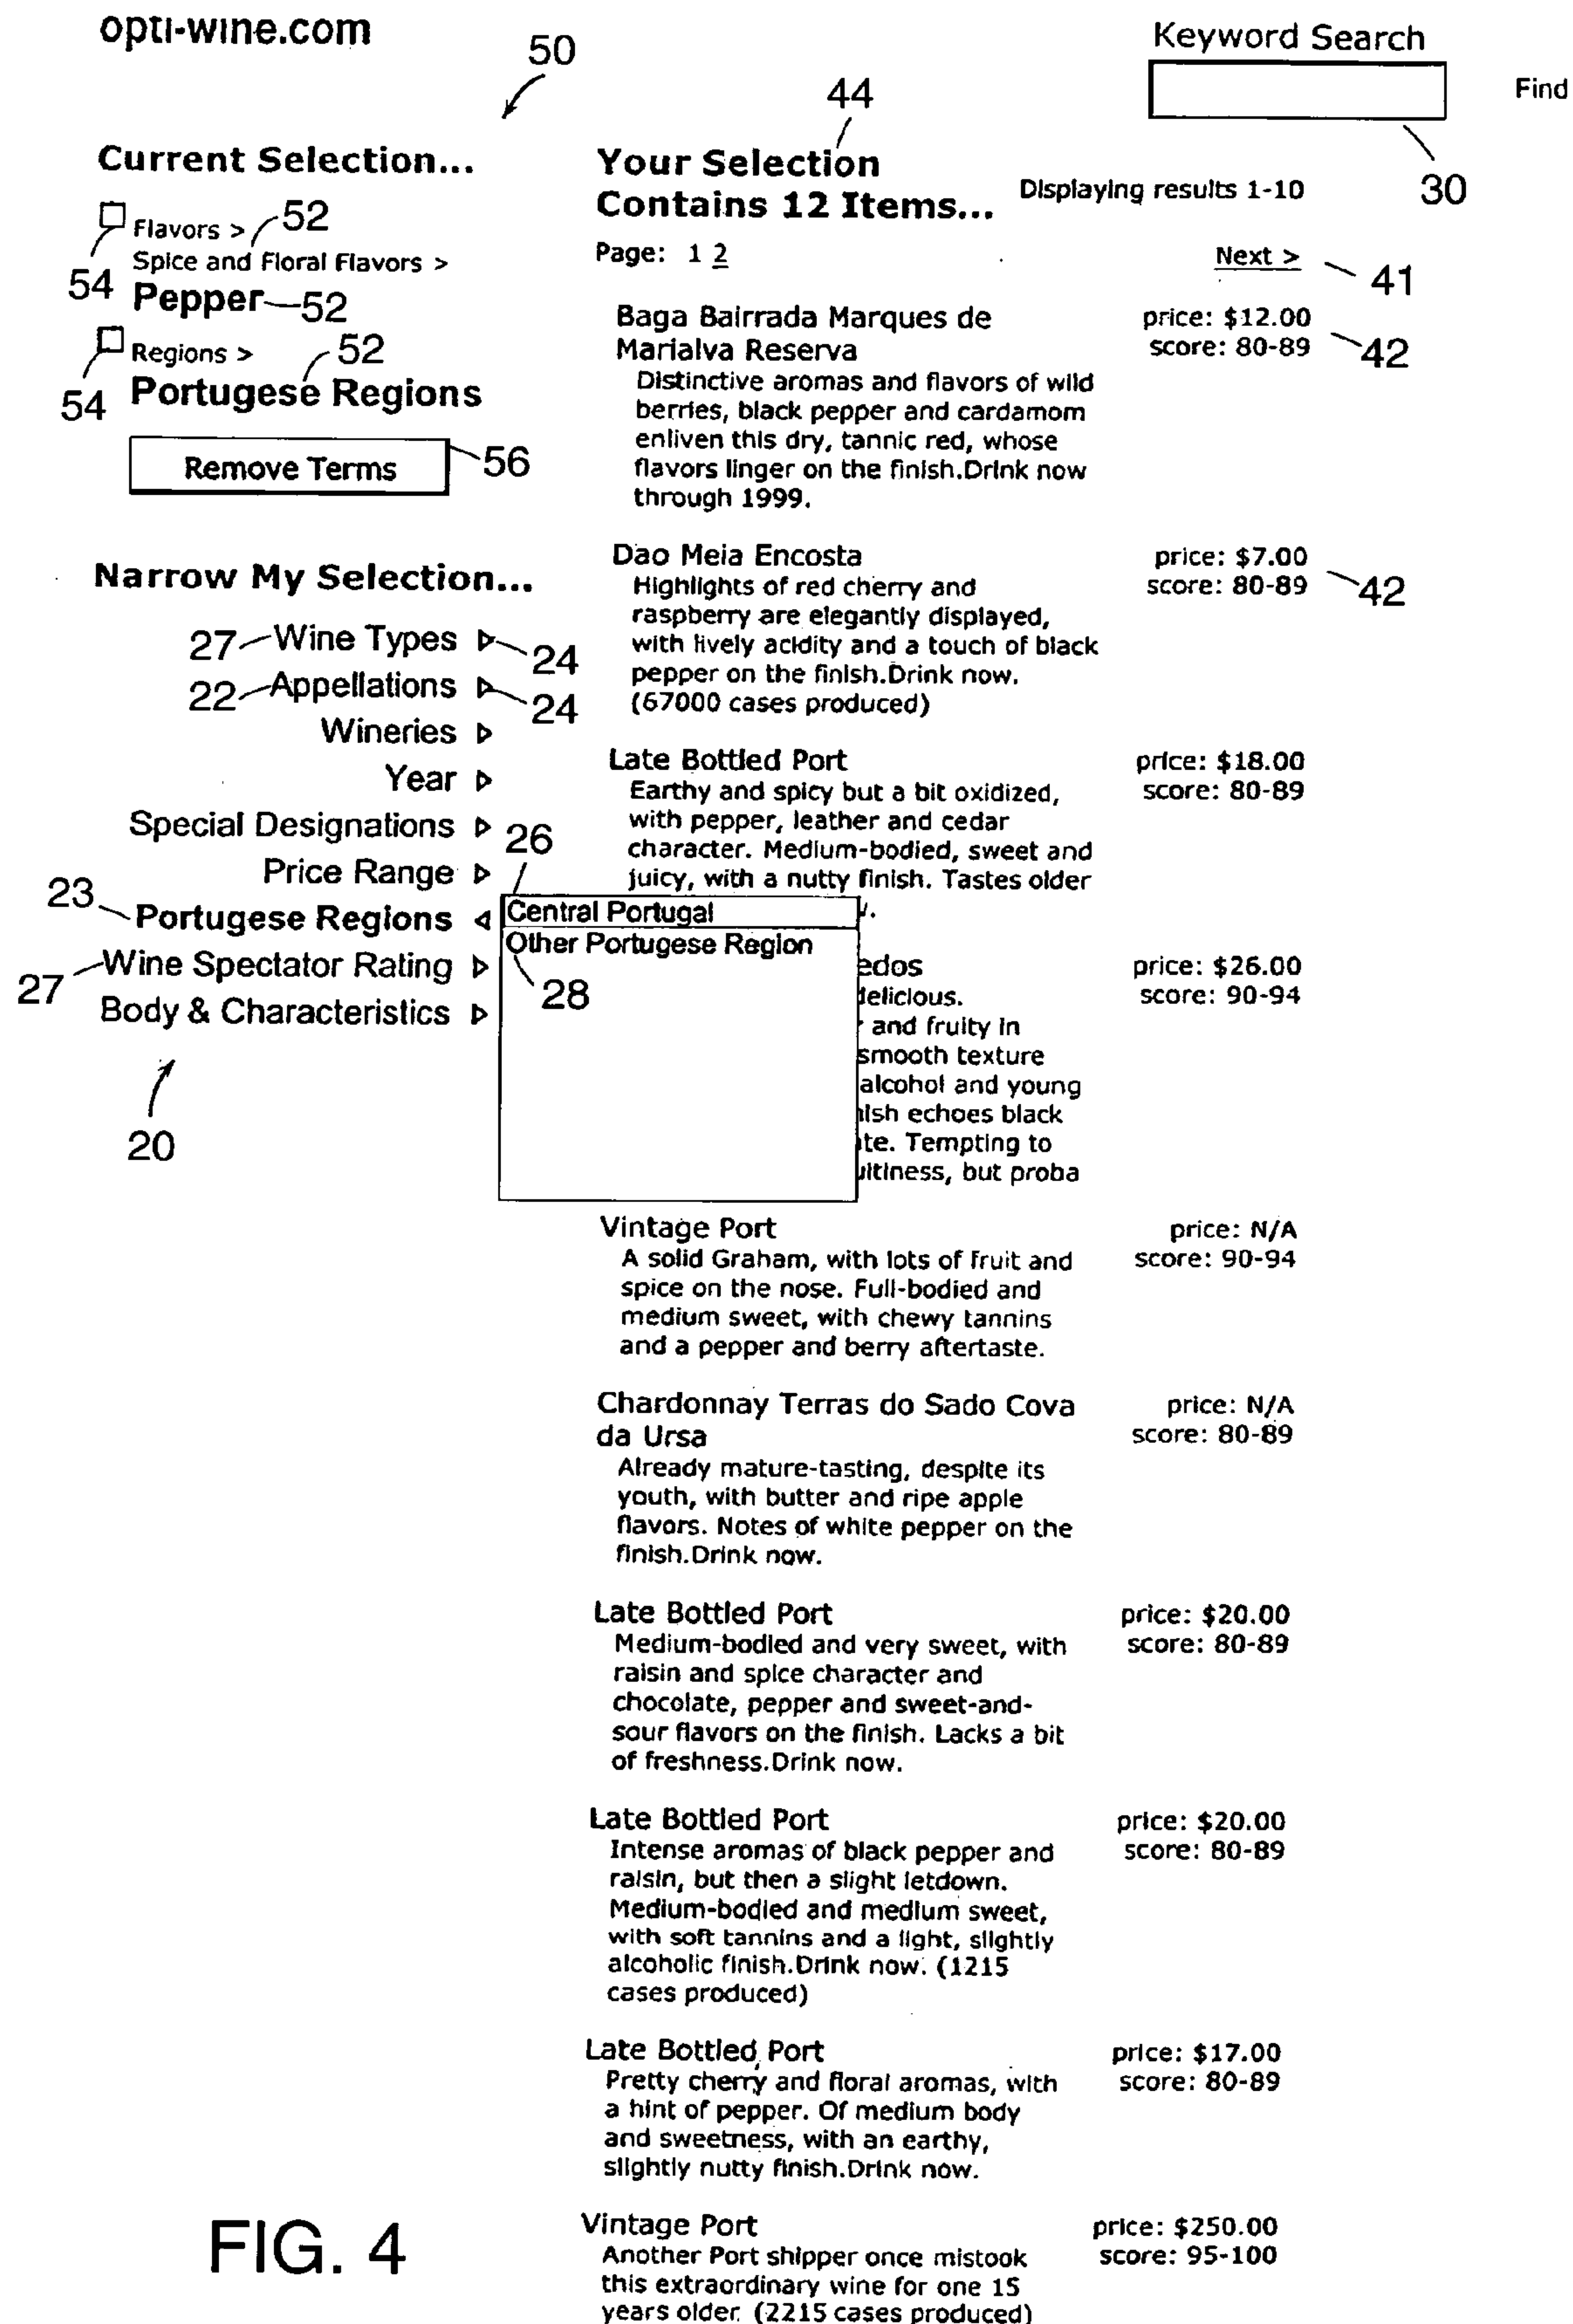 opti-wine.com
50
44
Keyword Search
Find
30
Current Selection...
Flavors > 52
Spice and Floral Flavors >
54 Pepper 52
Regions > 52
54 Portugese Regions
Remove Terms 56
Your Selection
Contains 12 Items...
Displaying results 1-10
Page: 1 2
Next > 41
Narrow My Selection...
27 Wine Types 24
22 Appellations 24
Wineries
Year
Special Designations
Price Range
23 Portugese Regions
27 Wine Spectator Rating
Body & Characteristics
20
26
Central Portugal
Other Portugese Region
28
Baga Bairrada Marques de
Marialva Reserva
price: $12.00
score: 80-89 42
Distinctive aromas and flavors of wild
berries, black pepper and cardamom
enliven this dry, tannic red, whose
flavors linger on the finish.Drink now
through 1999.
Dao Meia Encosta
price: $7.00
score: 80-89 42
Highlights of red cherry and
raspberry are elegantly displayed,
with lively acidity and a touch of black
pepper on the finish.Drink now.
(67000 cases produced)
Late Bottled Port
price: $18.00
score: 80-89
Earthy and spicy but a bit oxidized,
with pepper, leather and cedar
character. Medium-bodied, sweet and
juicy, with a nutty finish. Tastes older
edos
price: $26.00
score: 90-94
delicious.
and fruity in
smooth texture
alcohol and young
ish echoes black
te. Tempting to
ultiness, but proba
Vintage Port
price: N/A
score: 90-94
A solid Graham, with lots of fruit and
spice on the nose. Full-bodied and
medium sweet, with chewy tannins
and a pepper and berry aftertaste.
Chardonnay Terras do Sado Cova
da Ursa
price: N/A
score: 80-89
Already mature-tasting, despite its
youth, with butter and ripe apple
flavors. Notes of white pepper on the
finish.Drink now.
Late Bottled Port
price: $20.00
score: 80-89
Medium-bodied and very sweet, with
raisin and spice character and
chocolate, pepper and sweet-and-
sour flavors on the finish. Lacks a bit
of freshness.Drink now.
Late Bottled Port
price: $20.00
score: 80-89
Intense aromas of black pepper and
raisin, but then a slight letdown.
Medium-bodied and medium sweet,
with soft tannins and a light, slightly
alcoholic finish.Drink now. (1215
cases produced)
Late Bottled Port
price: $17.00
score: 80-89
Pretty cherry and floral aromas, with
a hint of pepper. Of medium body
and sweetness, with an earthy,
slightly nutty finish.Drink now.
Vintage Port
price: $250.00
score: 95-100
Another Port shipper once mistook
this extraordinary wine for one 15
years older. (2215 cases produced)
FIG. 4